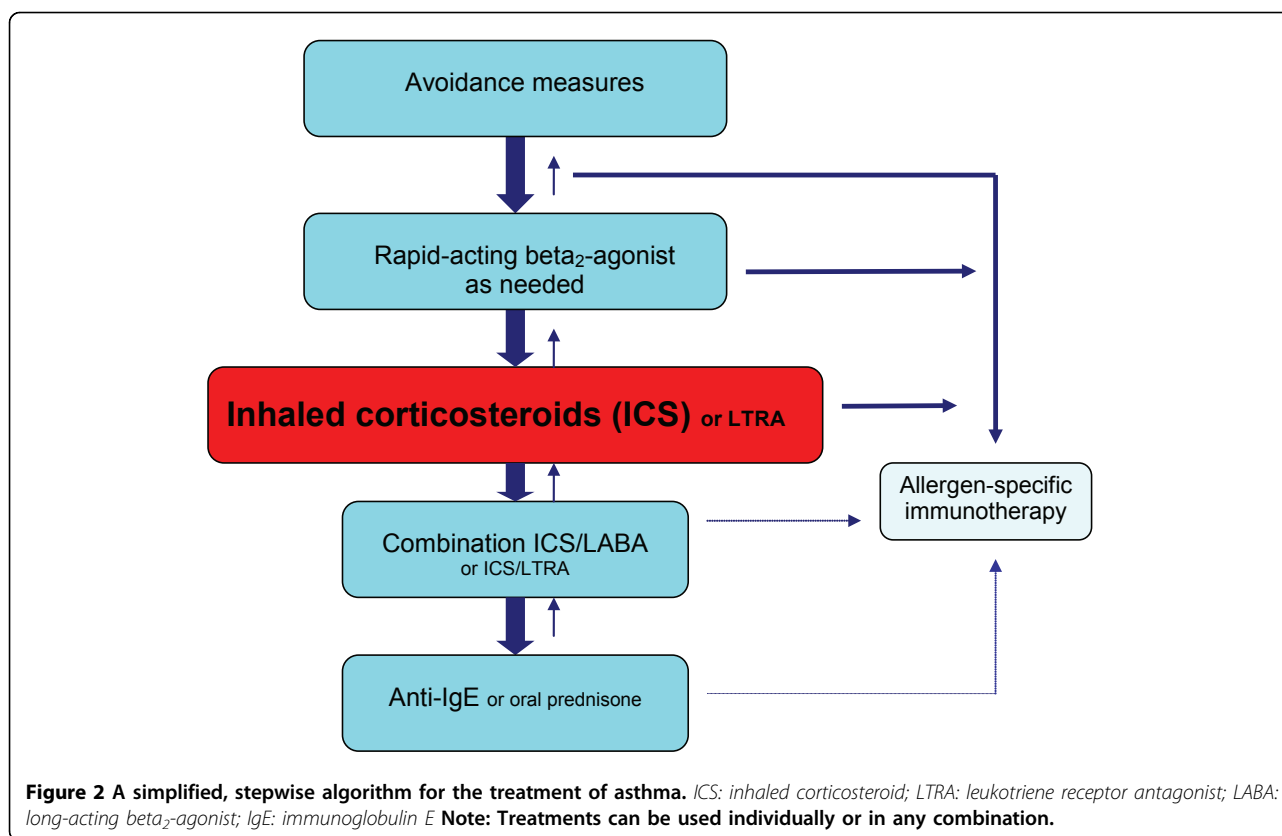 Avoidance measures
Rapid-acting beta₂-agonist
as needed
Inhaled corticosteroids (ICS) or LTRA
Allergen-specific
immunotherapy
Combination ICS/LABA
or ICS/LTRA
Anti-IgE or oral prednisone
Figure 2 A simplified, stepwise algorithm for the treatment of asthma. ICS: inhaled corticosteroid; LTRA: leukotriene receptor antagonist; LABA:
long-acting beta₂-agonist; IgE: immunoglobulin E Note: Treatments can be used individually or in any combination.